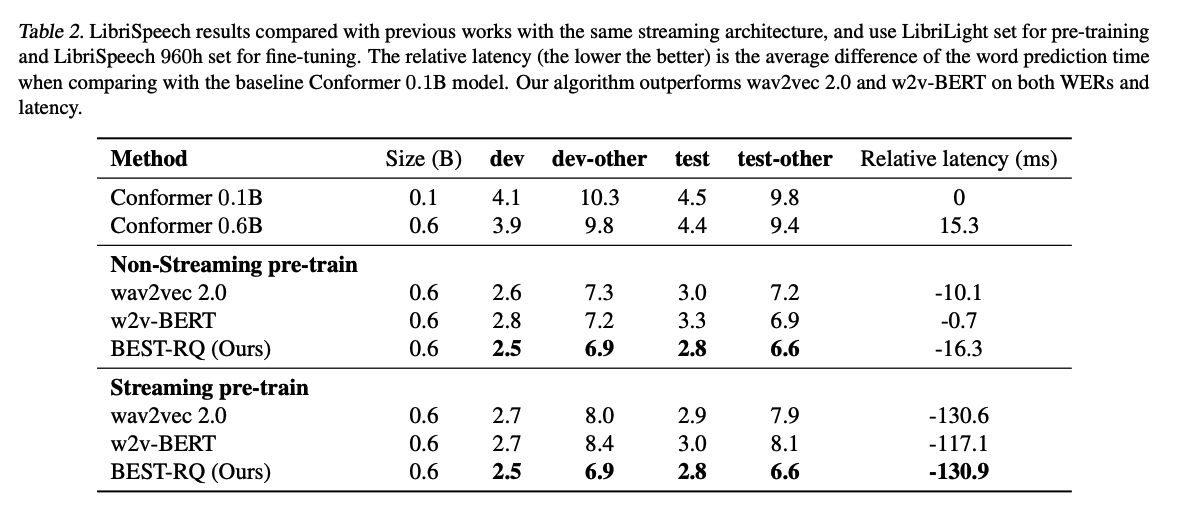 Table 2. LibriSpeech results compared with previous works with the same streaming architecture, and use LibriLight set for pre-training
and LibriSpeech 960h set for fine-tuning. The relative latency (the lower the better) is the average difference of the word prediction time
when comparing with the baseline Conformer 0.1B model. Our algorithm outperforms wav2vec 2.0 and w2v-BERT on both WERs and
latency.
Method Size (B) dev dev-other test test-other Relative latency (ms)
Conformer 0.1B 0.1 4.1 10.3 4.5 9.8 0
Conformer 0.6B 0.6 3.9 9.8 4.4 9.4 15.3
Non-Streaming pre-train
wav2vec 2.0 0.6 2.6 7.3 3.0 7.2 -10.1
w2v-BERT 0.6 2.8 7.2 3.3 6.9 -0.7
BEST-RQ (Ours) 0.6 2.5 6.9 2.8 6.6 -16.3
Streaming pre-train
wav2vec 2.0 0.6 2.7 8.0 2.9 7.9 -130.6
w2v-BERT 0.6 2.7 8.4 3.0 8.1 -117.1
BEST-RQ (Ours) 0.6 2.5 6.9 2.8 6.6 -130.9